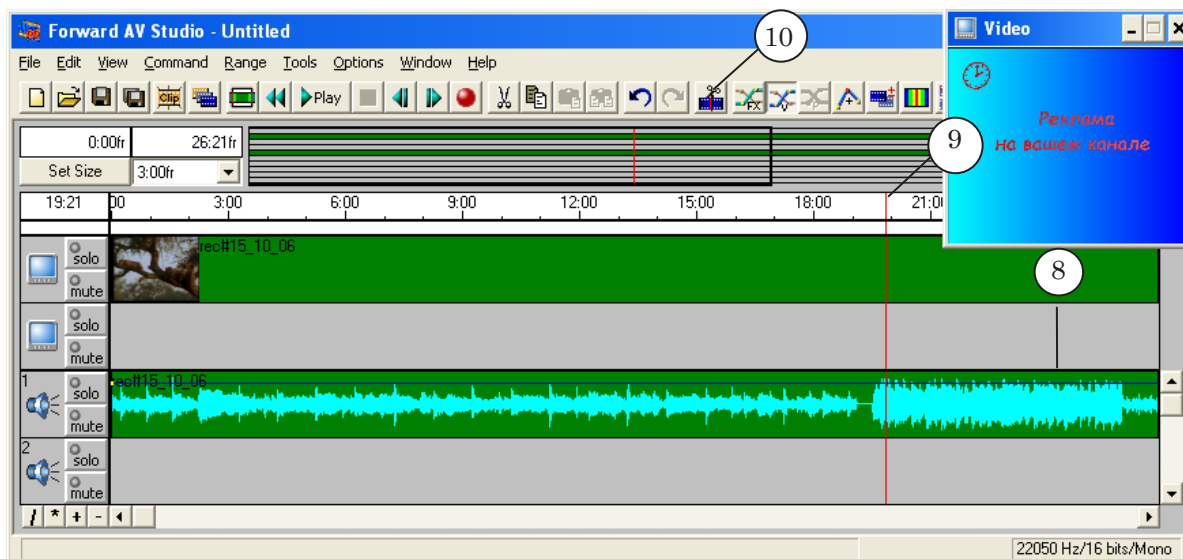 Forward AV Studio - Untitled
10
Video
File Edit View Command Range Tools Options Window Help
Clip Play FX V
Реклама
на вашем канале
9
0:00fr 26:21fr
Set Size 3:00fr
19:21 00 3:00 6:00 9:00 12:00 15:00 18:00 21:0
8
solo
mute
rec#15_10_06
solo
mute
1
solo
mute
rec#15_10_06
2
solo
mute
/ * + -
22050 Hz/16 bits/Mono